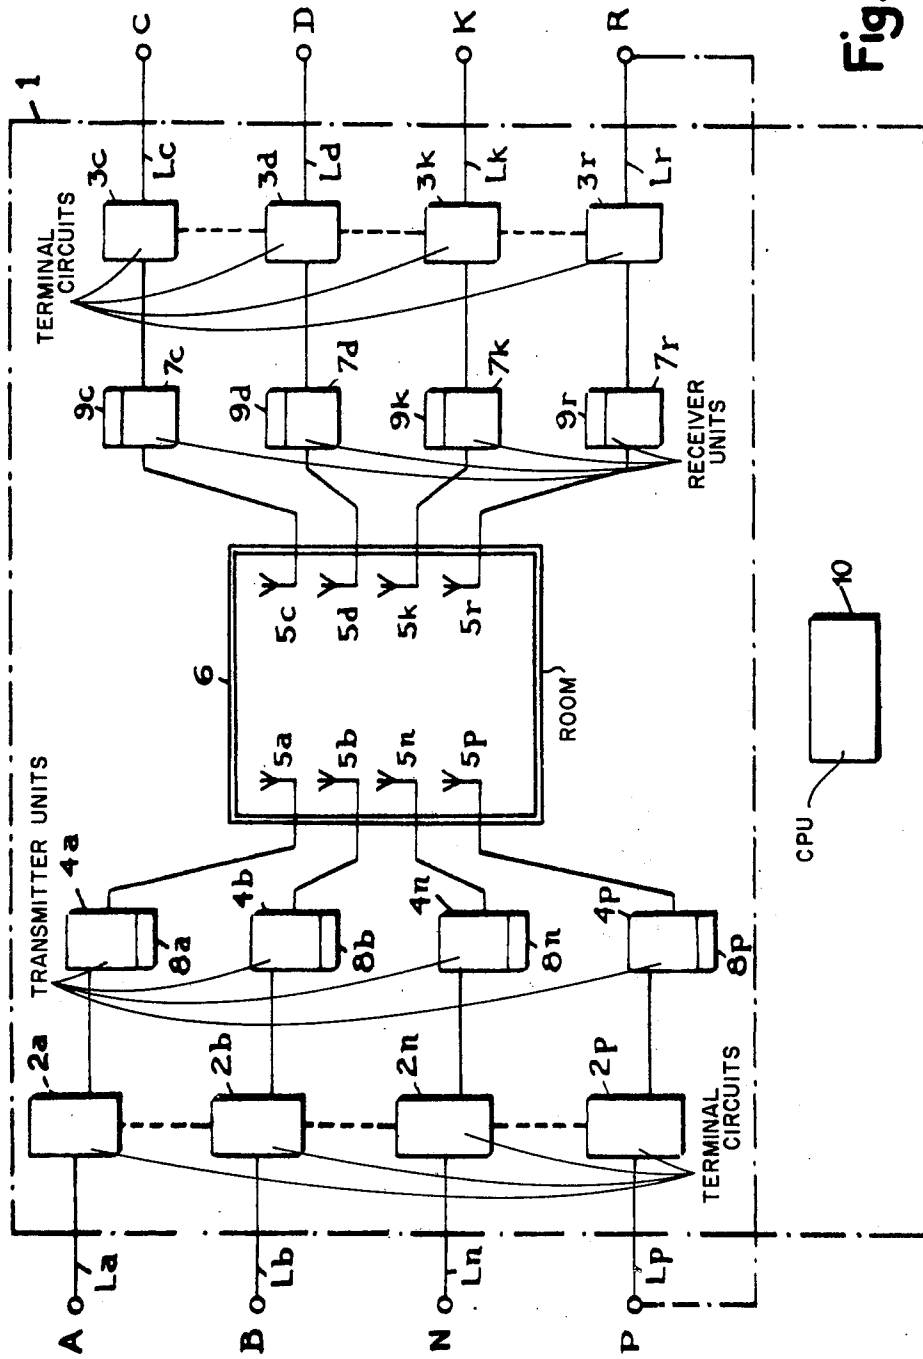 A
La
B
Lb
N
Ln
P
Lp
2a
2b
2n
2p
TERMINAL
CIRCUITS
TRANSMITTER UNITS
4a
8a
4b
8b
4n
8n
4p
8p
6
5a
5b
5n
5p
5c
5d
5k
5r
ROOM
9c
7c
9d
7d
9k
7k
9r
7r
RECEIVER
UNITS
TERMINAL
CIRCUITS
3c
3d
3k
3r
1
Lc
Ld
Lk
Lr
C
D
K
R
CPU
10
Fig.